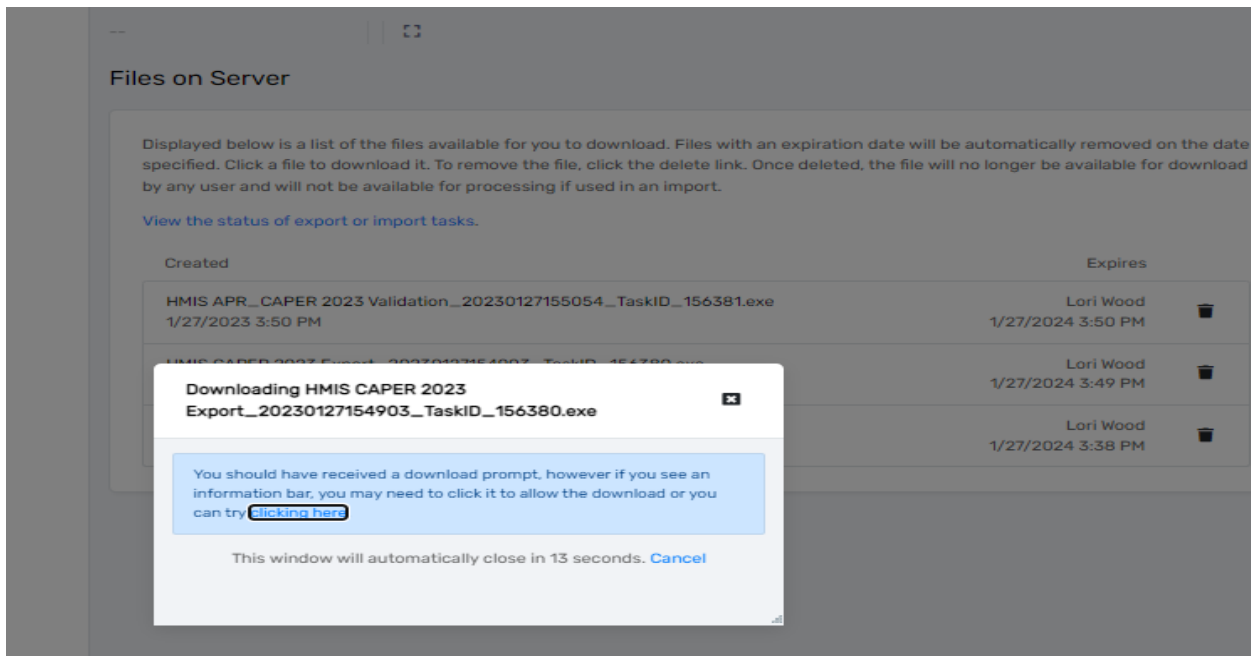 --
Files on Server
Displayed below is a list of the files available for you to download. Files with an expiration date will be automatically removed on the date
specified. Click a file to download it. To remove the file, click the delete link. Once deleted, the file will no longer be available for download
by any user and will not be available for processing if used in an import.
View the status of export or import tasks.
Created Expires
HMIS APR_CAPER 2023 Validation_20230127155054_TaskID_156381.exe Lori Wood
1/27/2023 3:50 PM 1/27/2024 3:50 PM
HMIS CAPER 2023 Export_20230127154903_TaskID_156380.exe Lori Wood
1/27/2024 3:49 PM
Lori Wood
1/27/2024 3:38 PM
Downloading HMIS CAPER 2023
Export_20230127154903_TaskID_156380.exe
You should have received a download prompt, however if you see an
information bar, you may need to click it to allow the download or you
can try clicking here
This window will automatically close in 13 seconds. Cancel